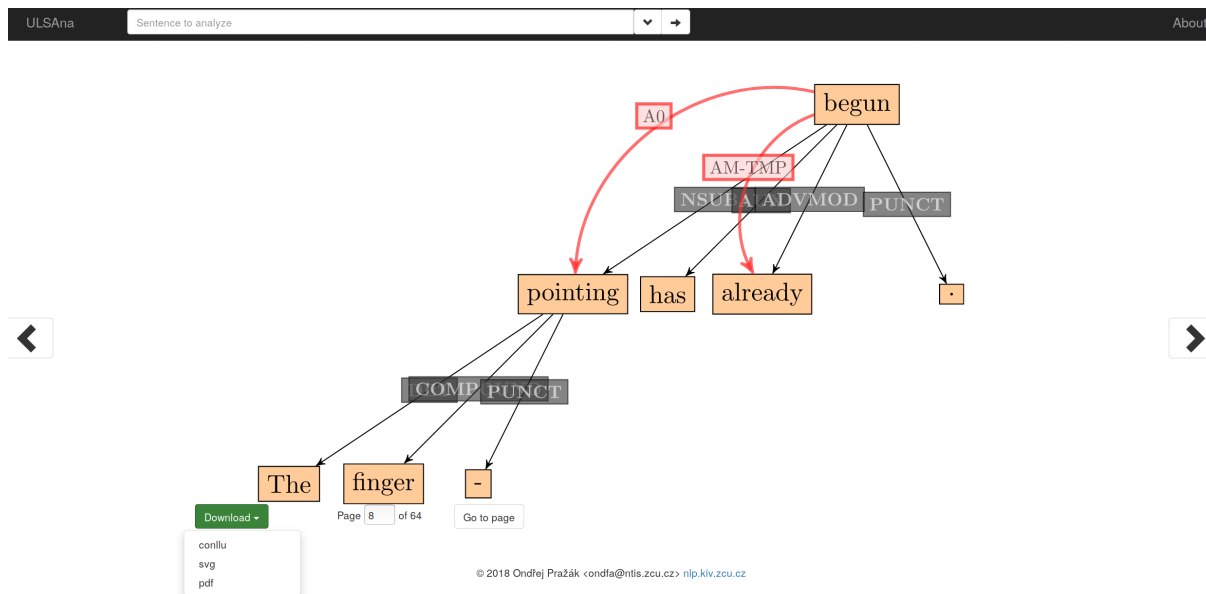 ULSAna Sentence to analyze About
begun
A0
AM-TMP
NSUBJ A ADVMOD PUNCT
pointing has already .
COMP PUNCT
The finger -
Download Page 8 of 64 Go to page
conllu
svg
pdf
© 2018 Ondřej Pražák <ondfa@ntis.zcu.cz> nlp.kiv.zcu.cz